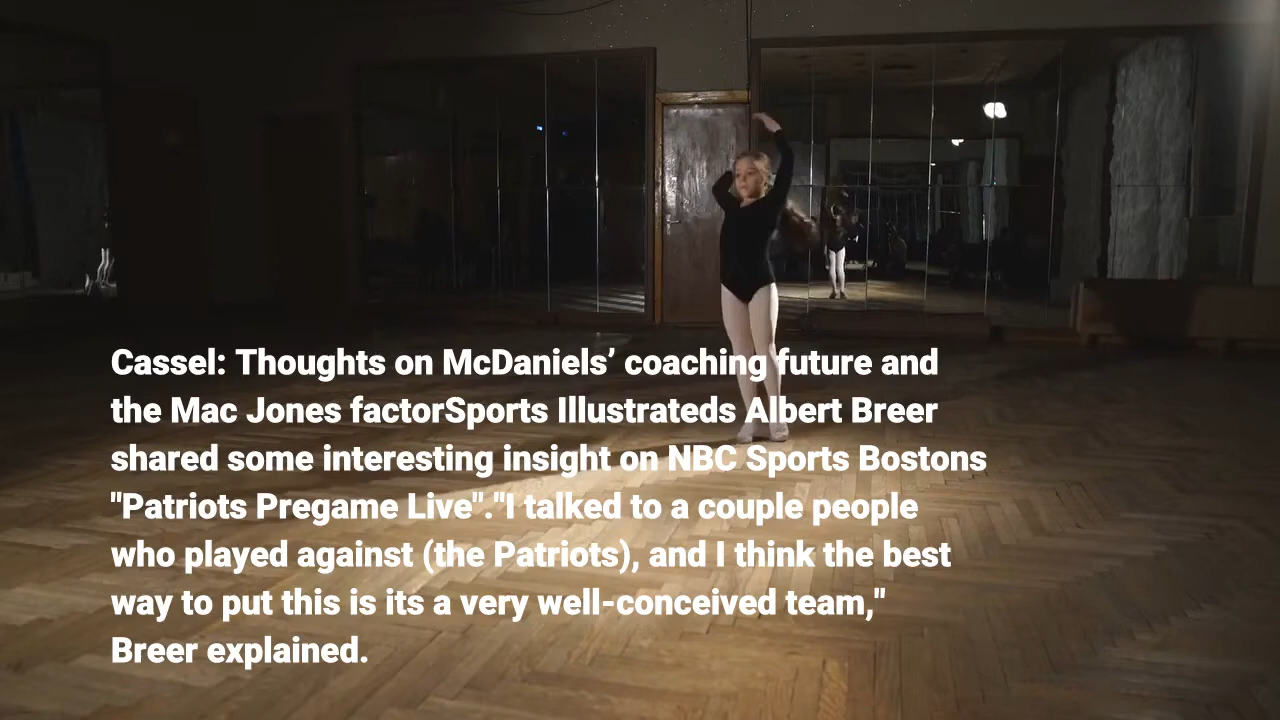 Cassel: Thoughts on McDaniels’ coaching future and
the Mac Jones factorSports Illustrateds Albert Breer
shared some interesting insight on NBC Sports Bostons
"Patriots Pregame Live"."I talked to a couple people
who played against (the Patriots), and I think the best
way to put this is its a very well-conceived team,"
Breer explained.